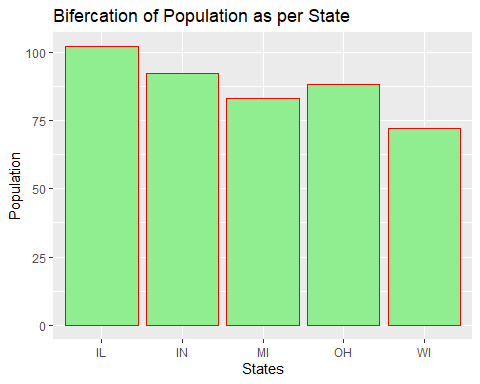 Bifercation of Population as per State
100
75
50
25
0
Population
IL IN MI OH WI
States